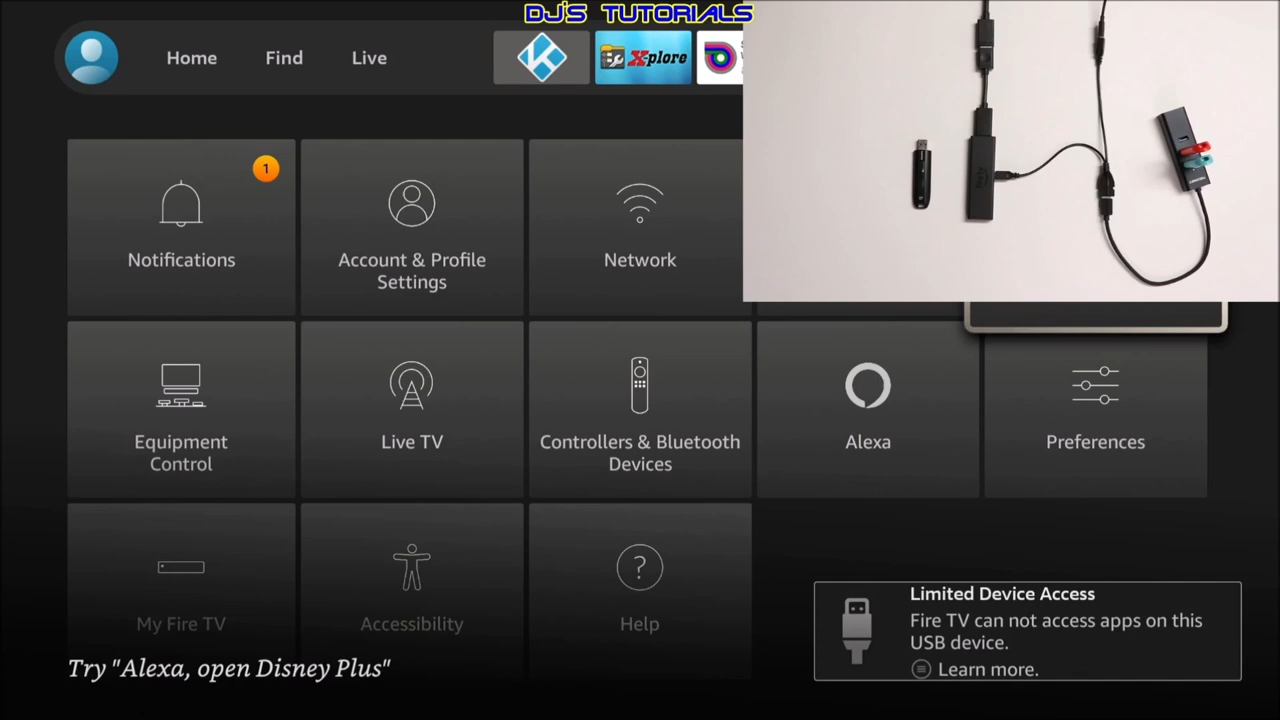 DJ'S TUTORIALS
Home
Find
Live
X-plore
1
Notifications
Account & Profile
Settings
Network
Equipment
Control
Live TV
Controllers & Bluetooth
Devices
Alexa
Preferences
My Fire TV
Accessibility
?
Help
Limited Device Access
Fire TV can not access apps on this
USB device.
Learn more.
Try "Alexa, open Disney Plus"